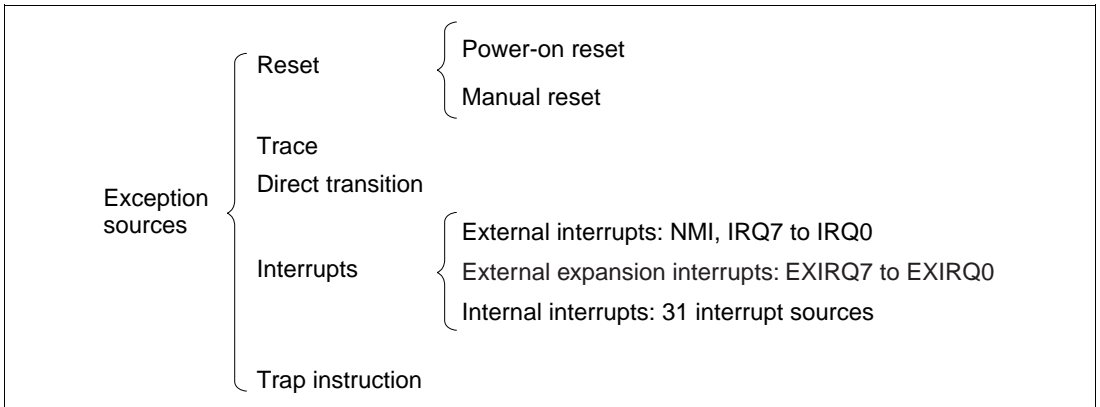 Exception
sources
Reset
Power-on reset
Manual reset
Trace
Direct transition
Interrupts
External interrupts: NMI, IRQ7 to IRQ0
External expansion interrupts: EXIRQ7 to EXIRQ0
Internal interrupts: 31 interrupt sources
Trap instruction